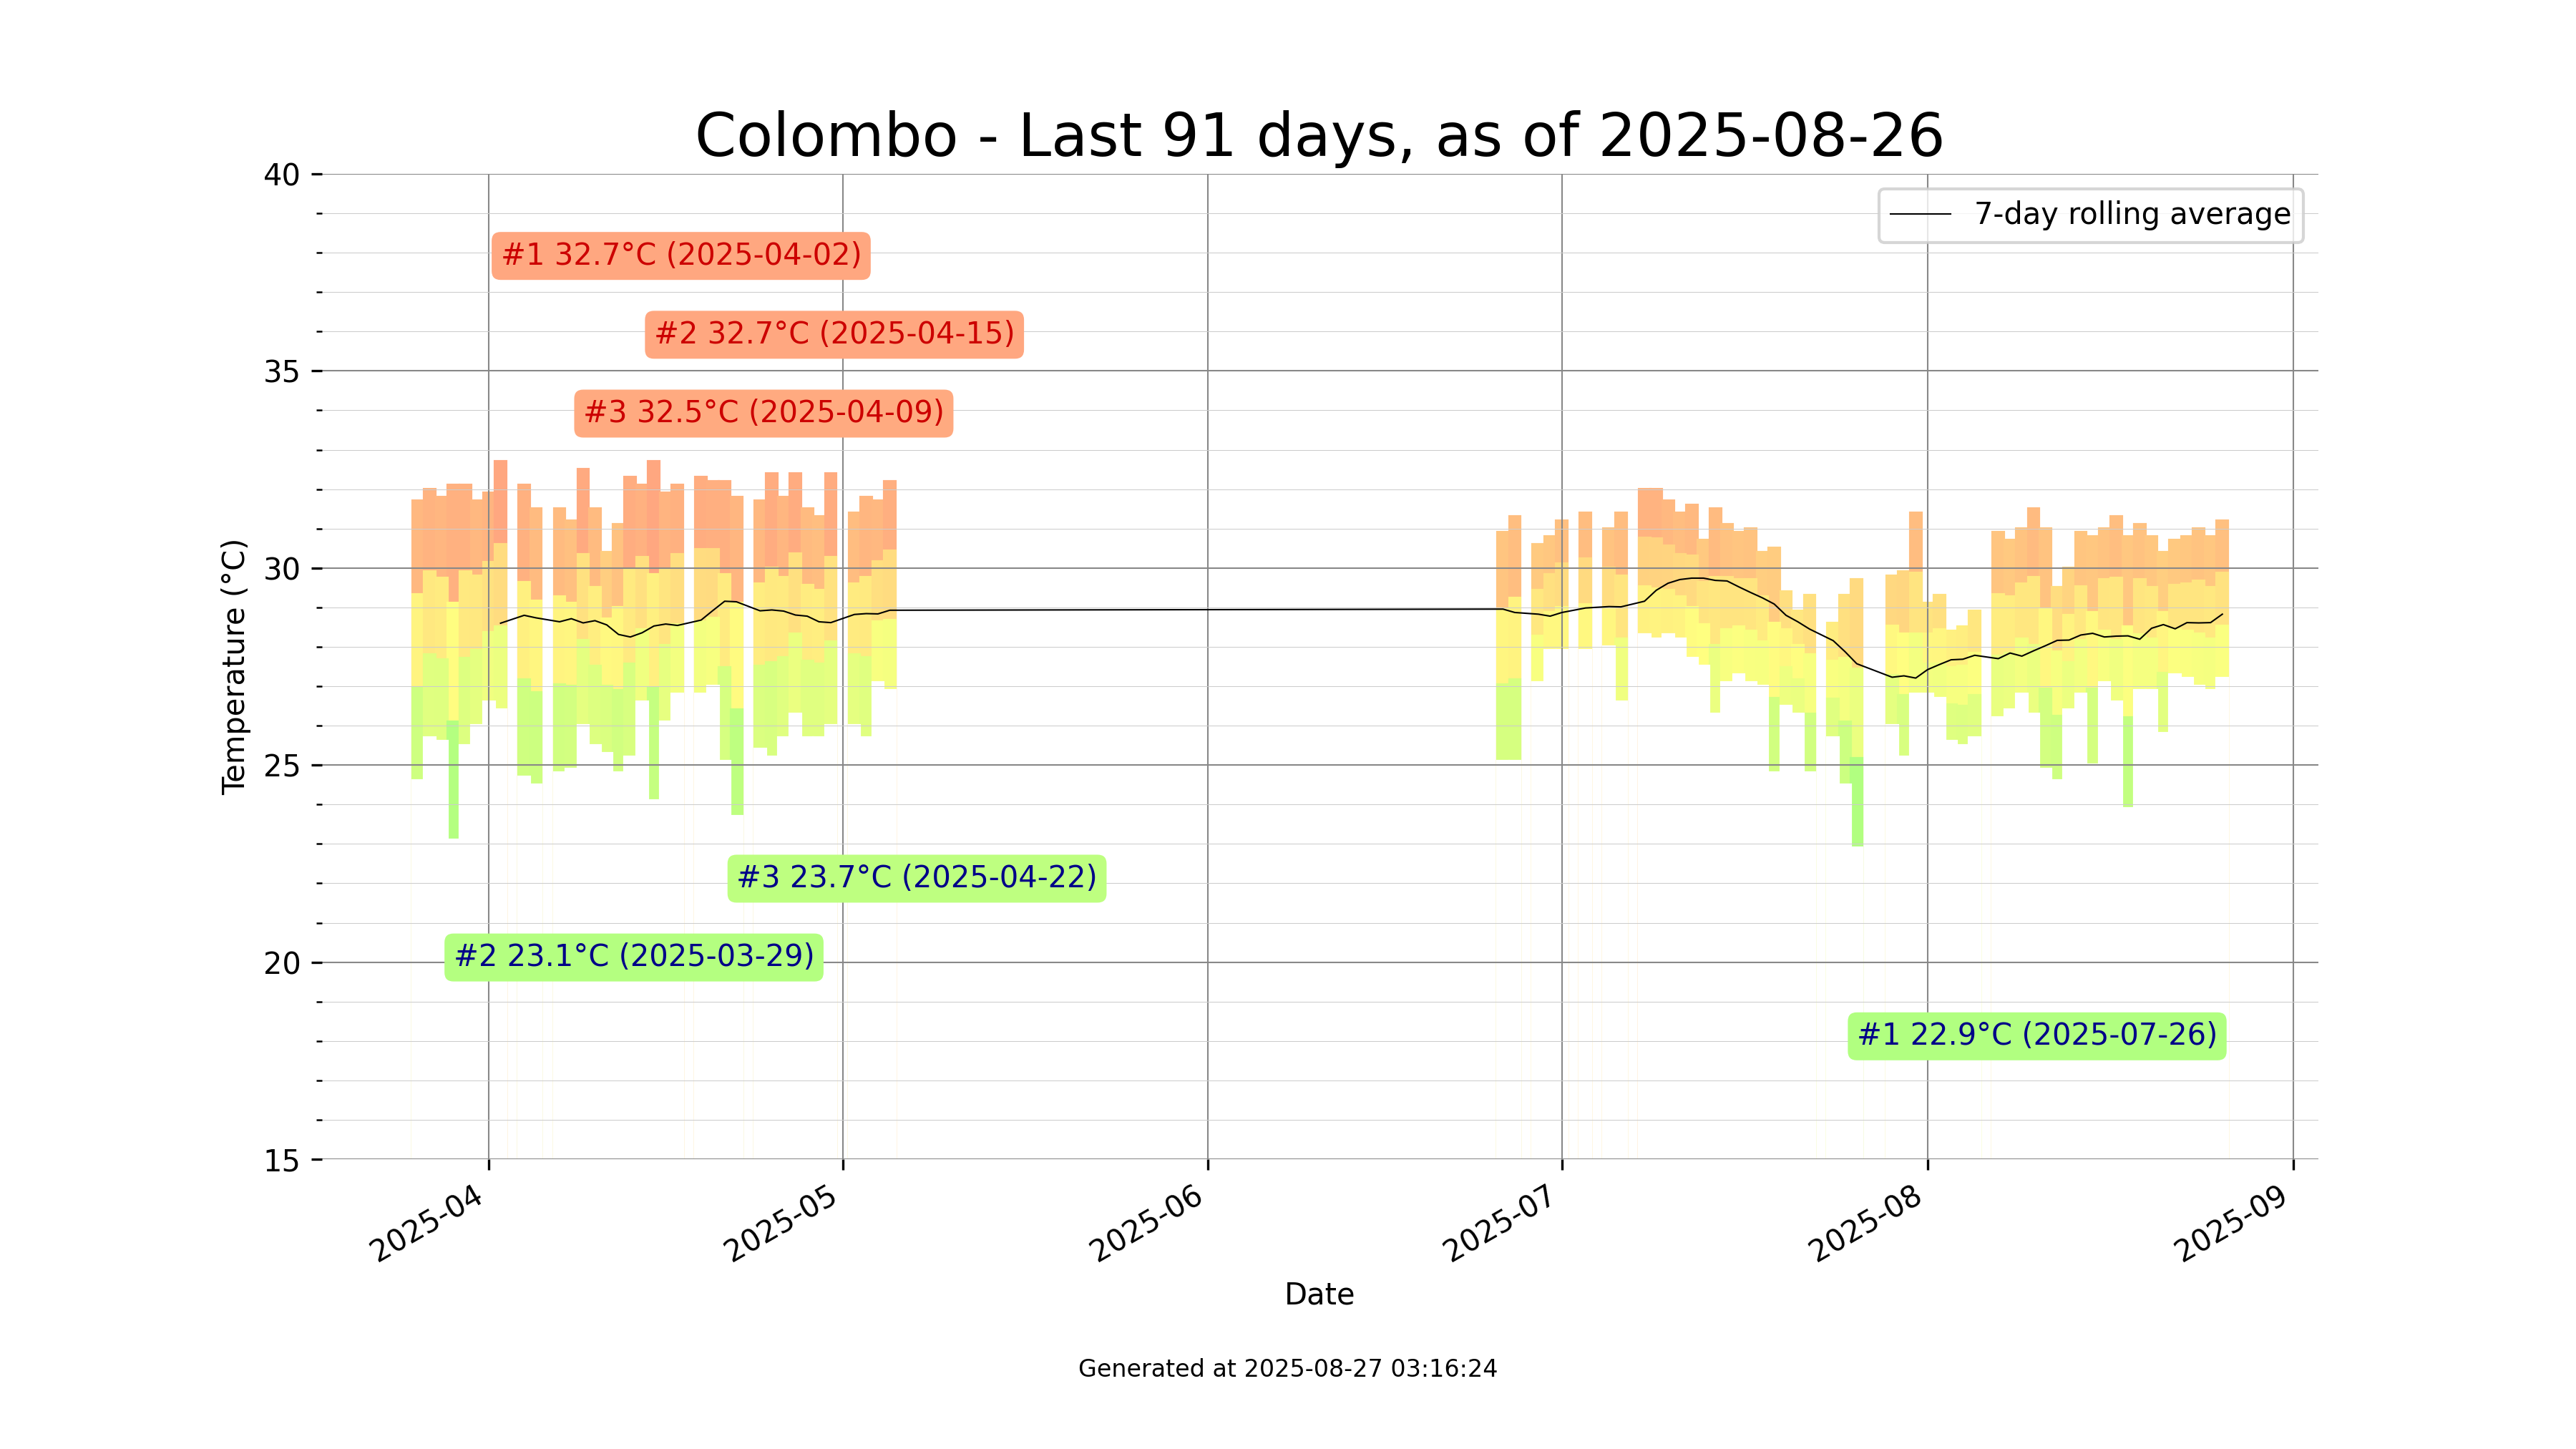 Colombo - Last 91 days, as of 2025-08-26
40
35
30
25
20
15
Temperature (°C)
7-day rolling average
#1 32.7°C (2025-04-02)
#2 32.7°C (2025-04-15)
#3 32.5°C (2025-04-09)
#3 23.7°C (2025-04-22)
#2 23.1°C (2025-03-29)
#1 22.9°C (2025-07-26)
2025-04
2025-05
2025-06
2025-07
2025-08
2025-09
Date
Generated at 2025-08-27 03:16:24